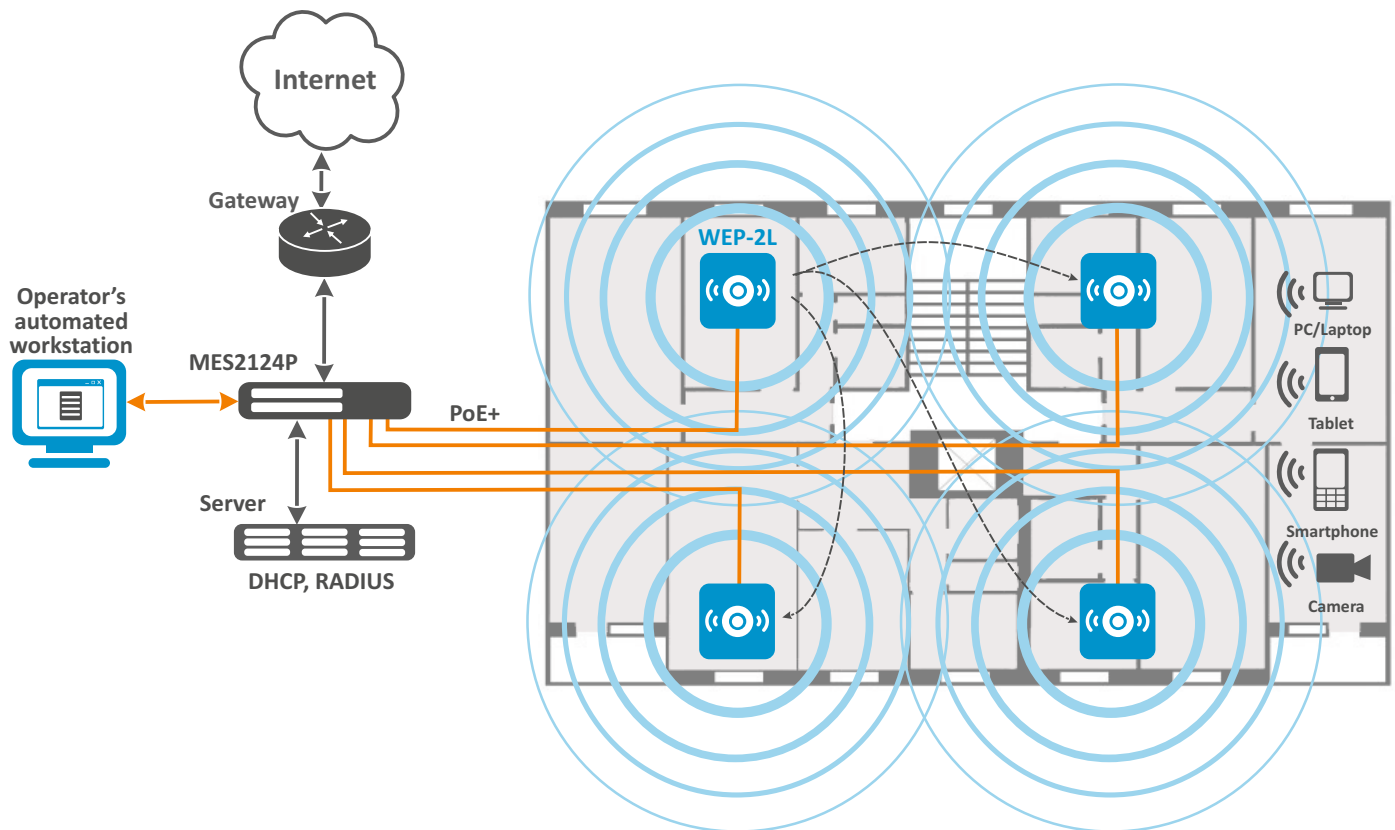 Internet
Gateway
Operator's
automated
workstation
MES2124P
PoE+
Server
DHCP, RADIUS
WEP-2L
PC/Laptop
Tablet
Smartphone
Camera